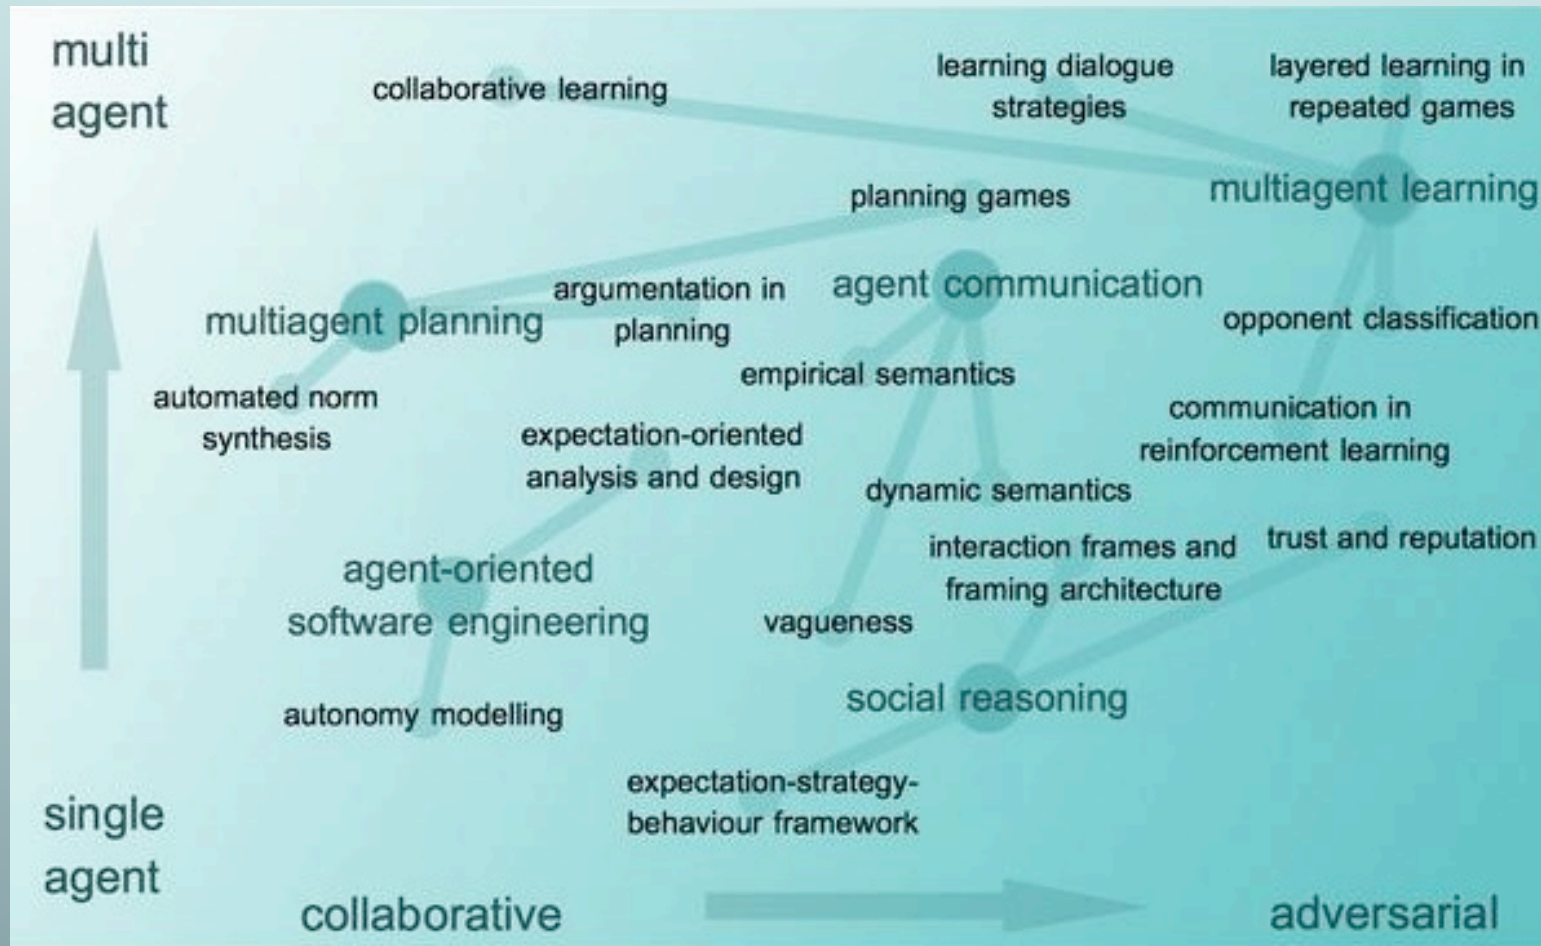 multi
agent
collaborative learning
learning dialogue
strategies
layered learning in
repeated games
multiagent learning
planning games
agent communication
argumentation in
planning
multiagent planning
opponent classification
empirical semantics
automated norm
synthesis
expectation-oriented
analysis and design
communication in
reinforcement learning
dynamic semantics
interaction frames and
framing architecture
trust and reputation
agent-oriented
software engineering
vagueness
social reasoning
autonomy modelling
expectation-strategy-
behaviour framework
single
agent
collaborative
adversarial